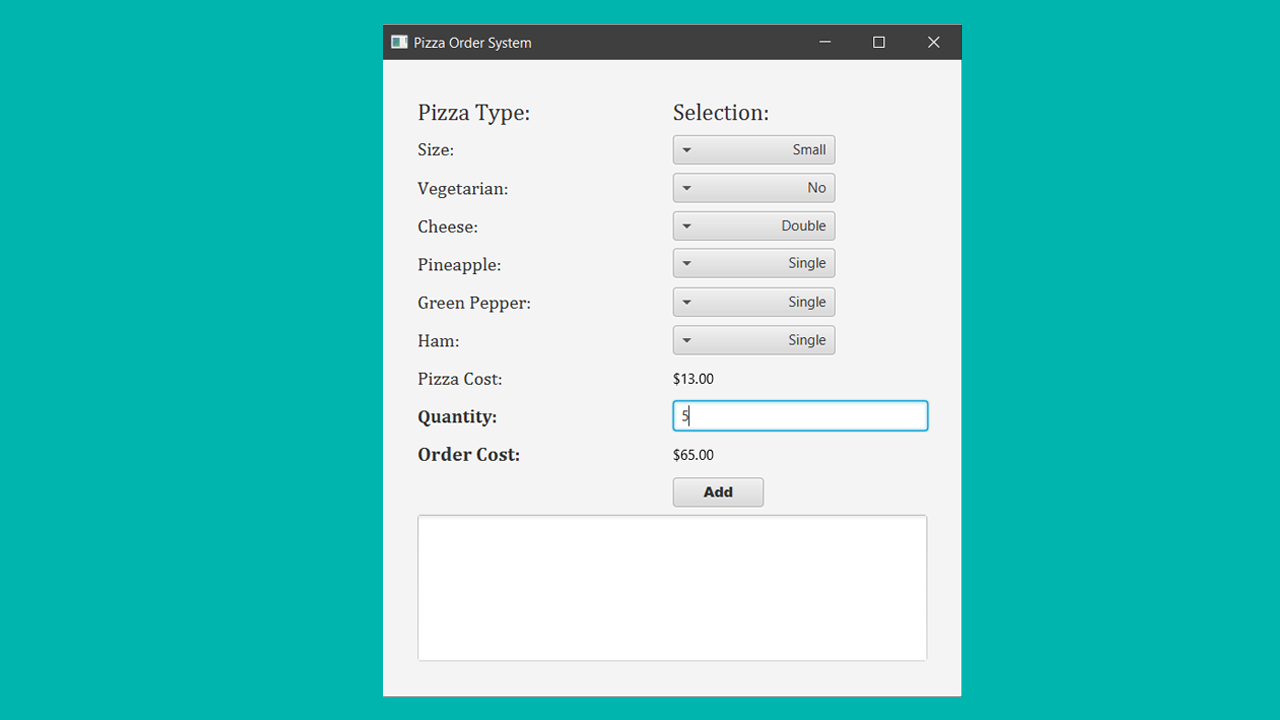 Pizza Order System
Pizza Type: Selection:
Size: Small
Vegetarian: No
Cheese: Double
Pineapple: Single
Green Pepper: Single
Ham: Single
Pizza Cost: $13.00
Quantity: 5
Order Cost: $65.00
Add